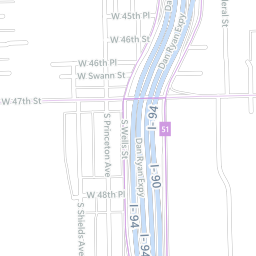 W 45th Pl
W 46th St
Dan Ryan Expy
W 46th Pl
W Swann St
W 47th St
S Princeton Ave
S Wells St
I-94
51
Dan Ryan Expy
I-90
W 48th Pl
S Shields Ave
I-94
I-94